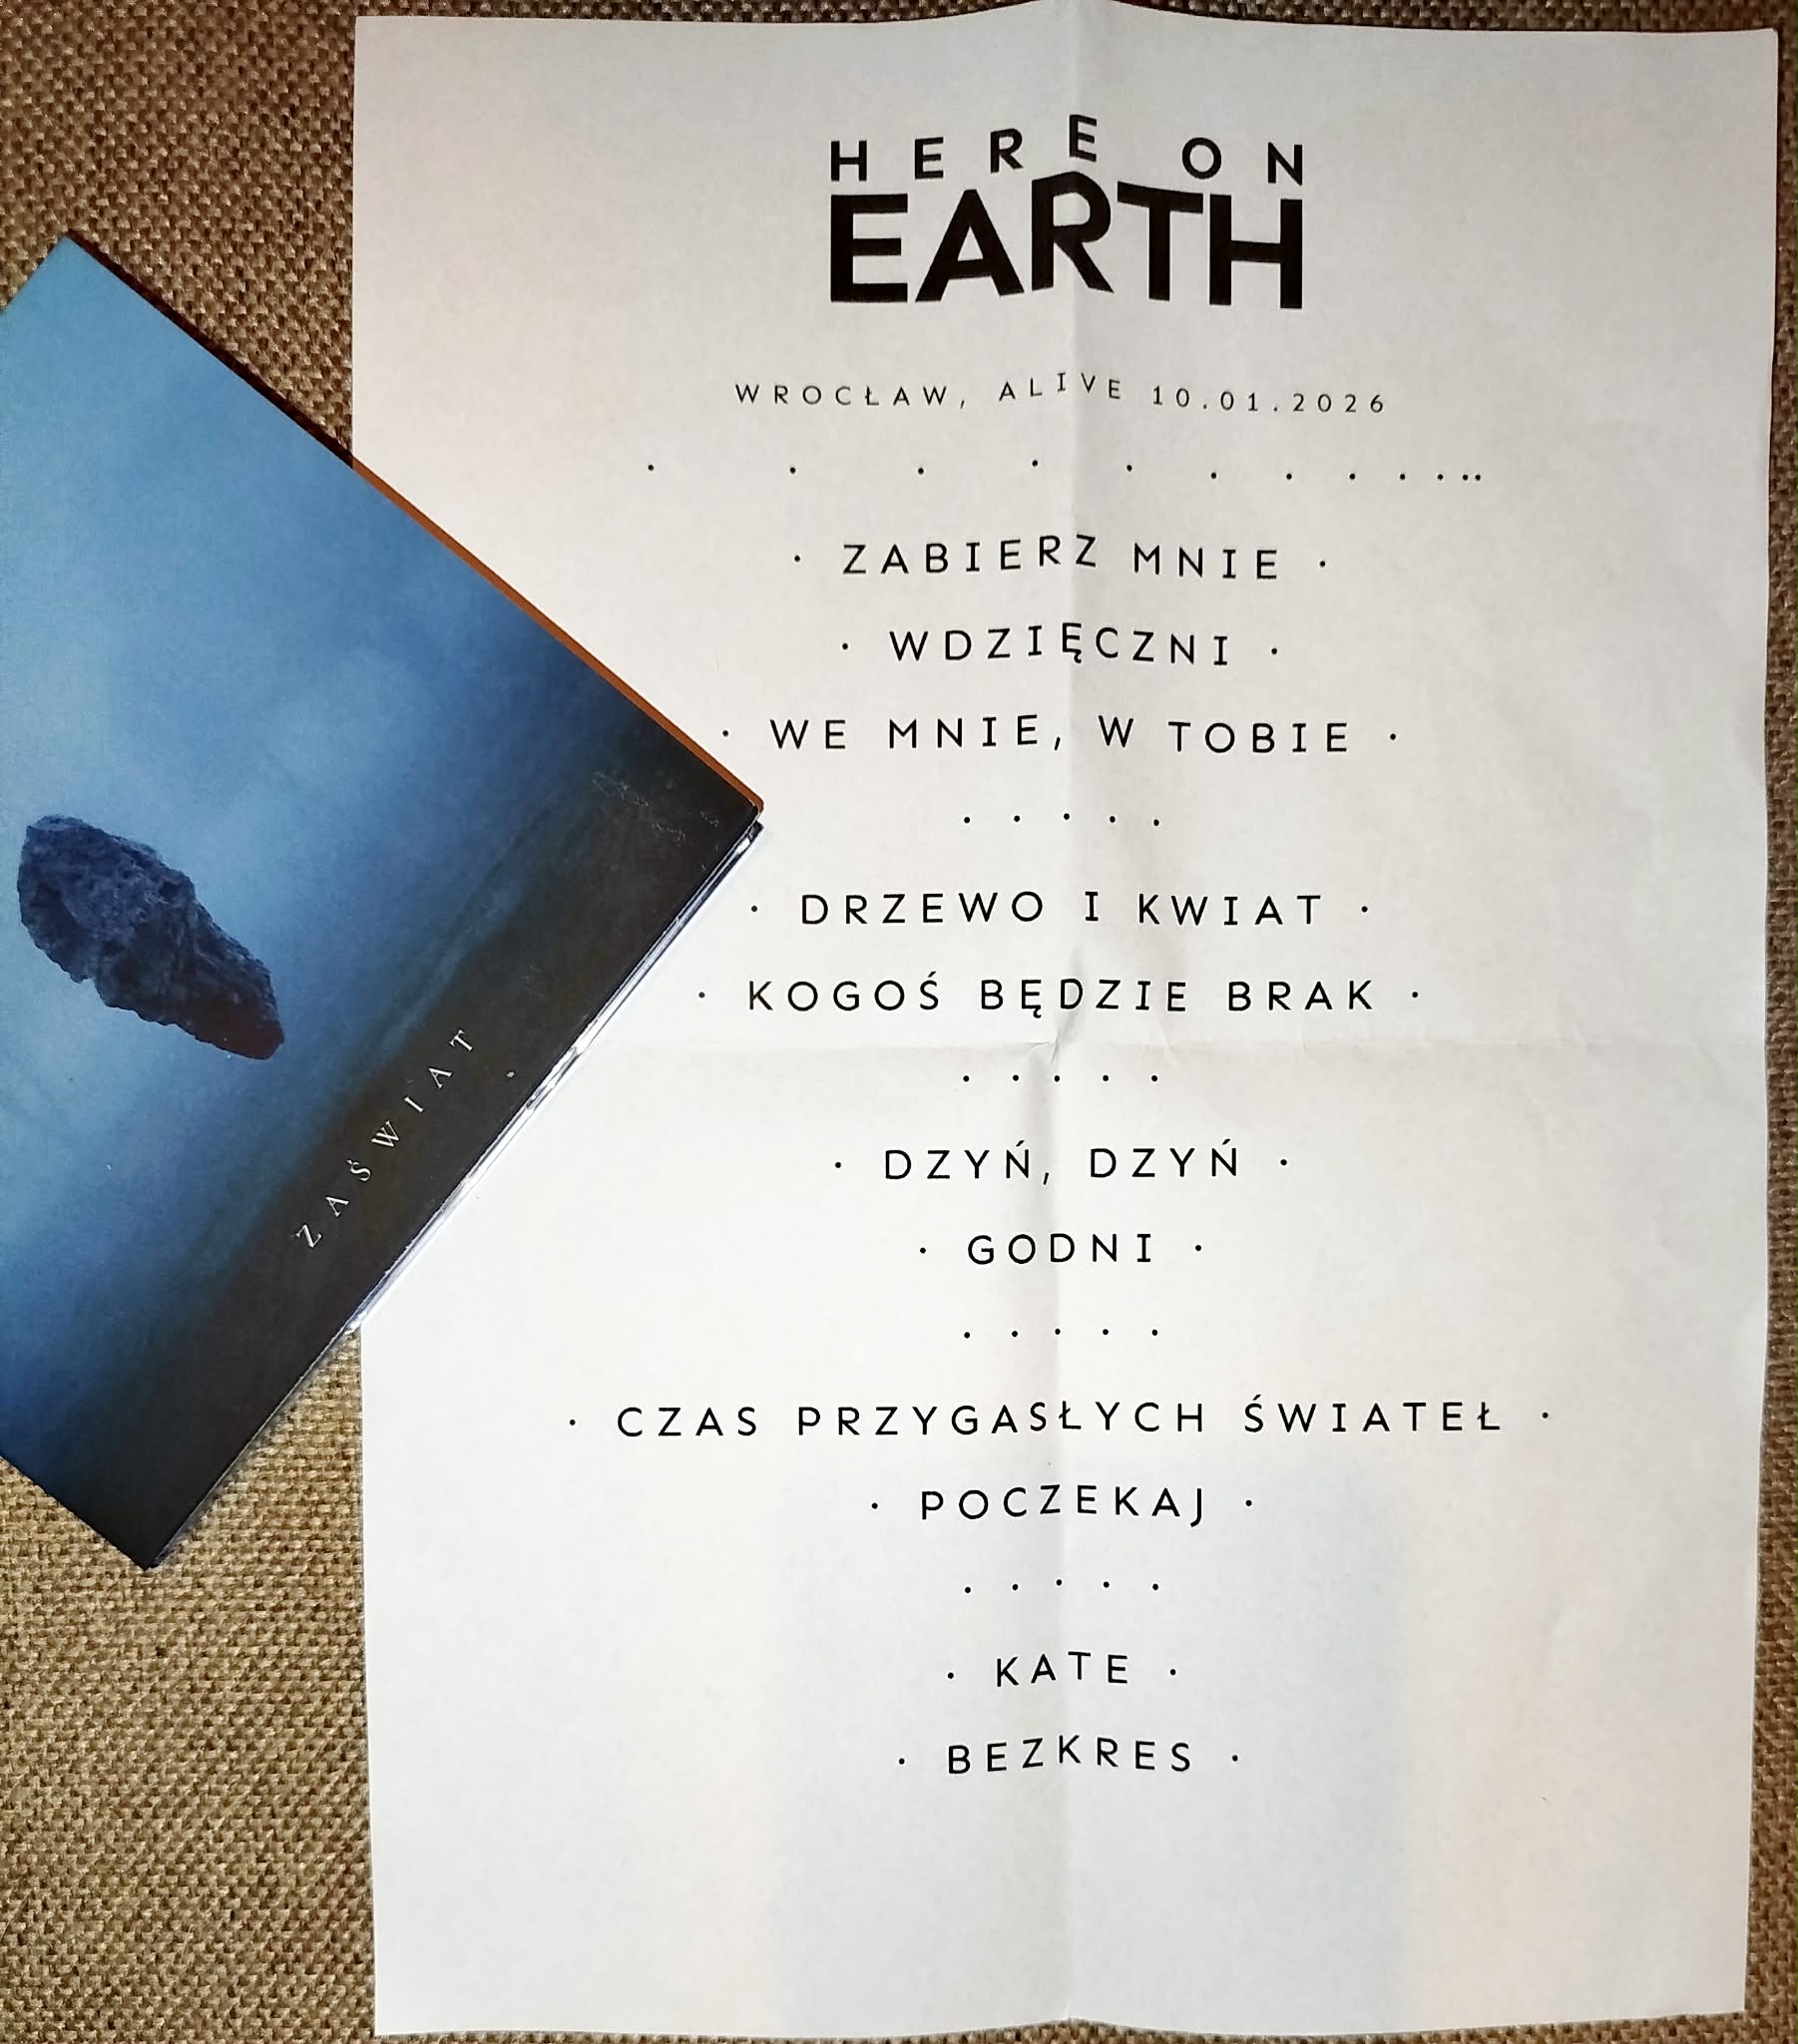 HERE ON
EARTH
WROCŁAW, ALIVE 10.01.2026
. . . . . . . . . . . .
· ZABIERZ MNIE ·
· WDZIĘCZNI ·
· WE MNIE, W TOBIE ·
. . . . .
· DRZEWO I KWIAT ·
· KOGOŚ BĘDZIE BRAK ·
. . . . .
· DZYŃ, DZYŃ ·
· GODNI ·
. . . . .
· CZAS PRZYGASŁYCH ŚWIATEŁ ·
· POCZEKAJ ·
. . . . .
· KATE ·
· BEZKRES ·
ZAŚWIAT